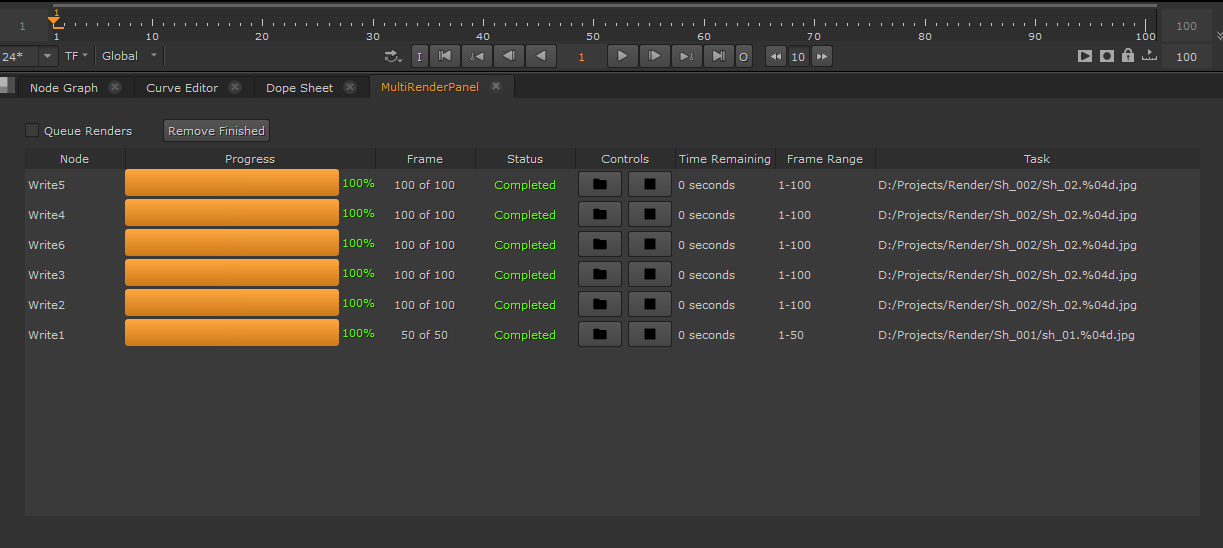 1
1 1 10 20 30 40 50 60 70 80 90 100 100
24* TF Global I 1 O 10 100
Node Graph Curve Editor Dope Sheet MultiRenderPanel
Queue Renders Remove Finished
Node Progress Frame Status Controls Time Remaining Frame Range Task
Write5 100% 100 of 100 Completed 0 seconds 1-100 D:/Projects/Render/Sh_002/Sh_02.%04d.jpg
Write4 100% 100 of 100 Completed 0 seconds 1-100 D:/Projects/Render/Sh_002/Sh_02.%04d.jpg
Write6 100% 100 of 100 Completed 0 seconds 1-100 D:/Projects/Render/Sh_002/Sh_02.%04d.jpg
Write3 100% 100 of 100 Completed 0 seconds 1-100 D:/Projects/Render/Sh_002/Sh_02.%04d.jpg
Write2 100% 100 of 100 Completed 0 seconds 1-100 D:/Projects/Render/Sh_002/Sh_02.%04d.jpg
Write1 100% 50 of 50 Completed 0 seconds 1-50 D:/Projects/Render/Sh_001/sh_01.%04d.jpg